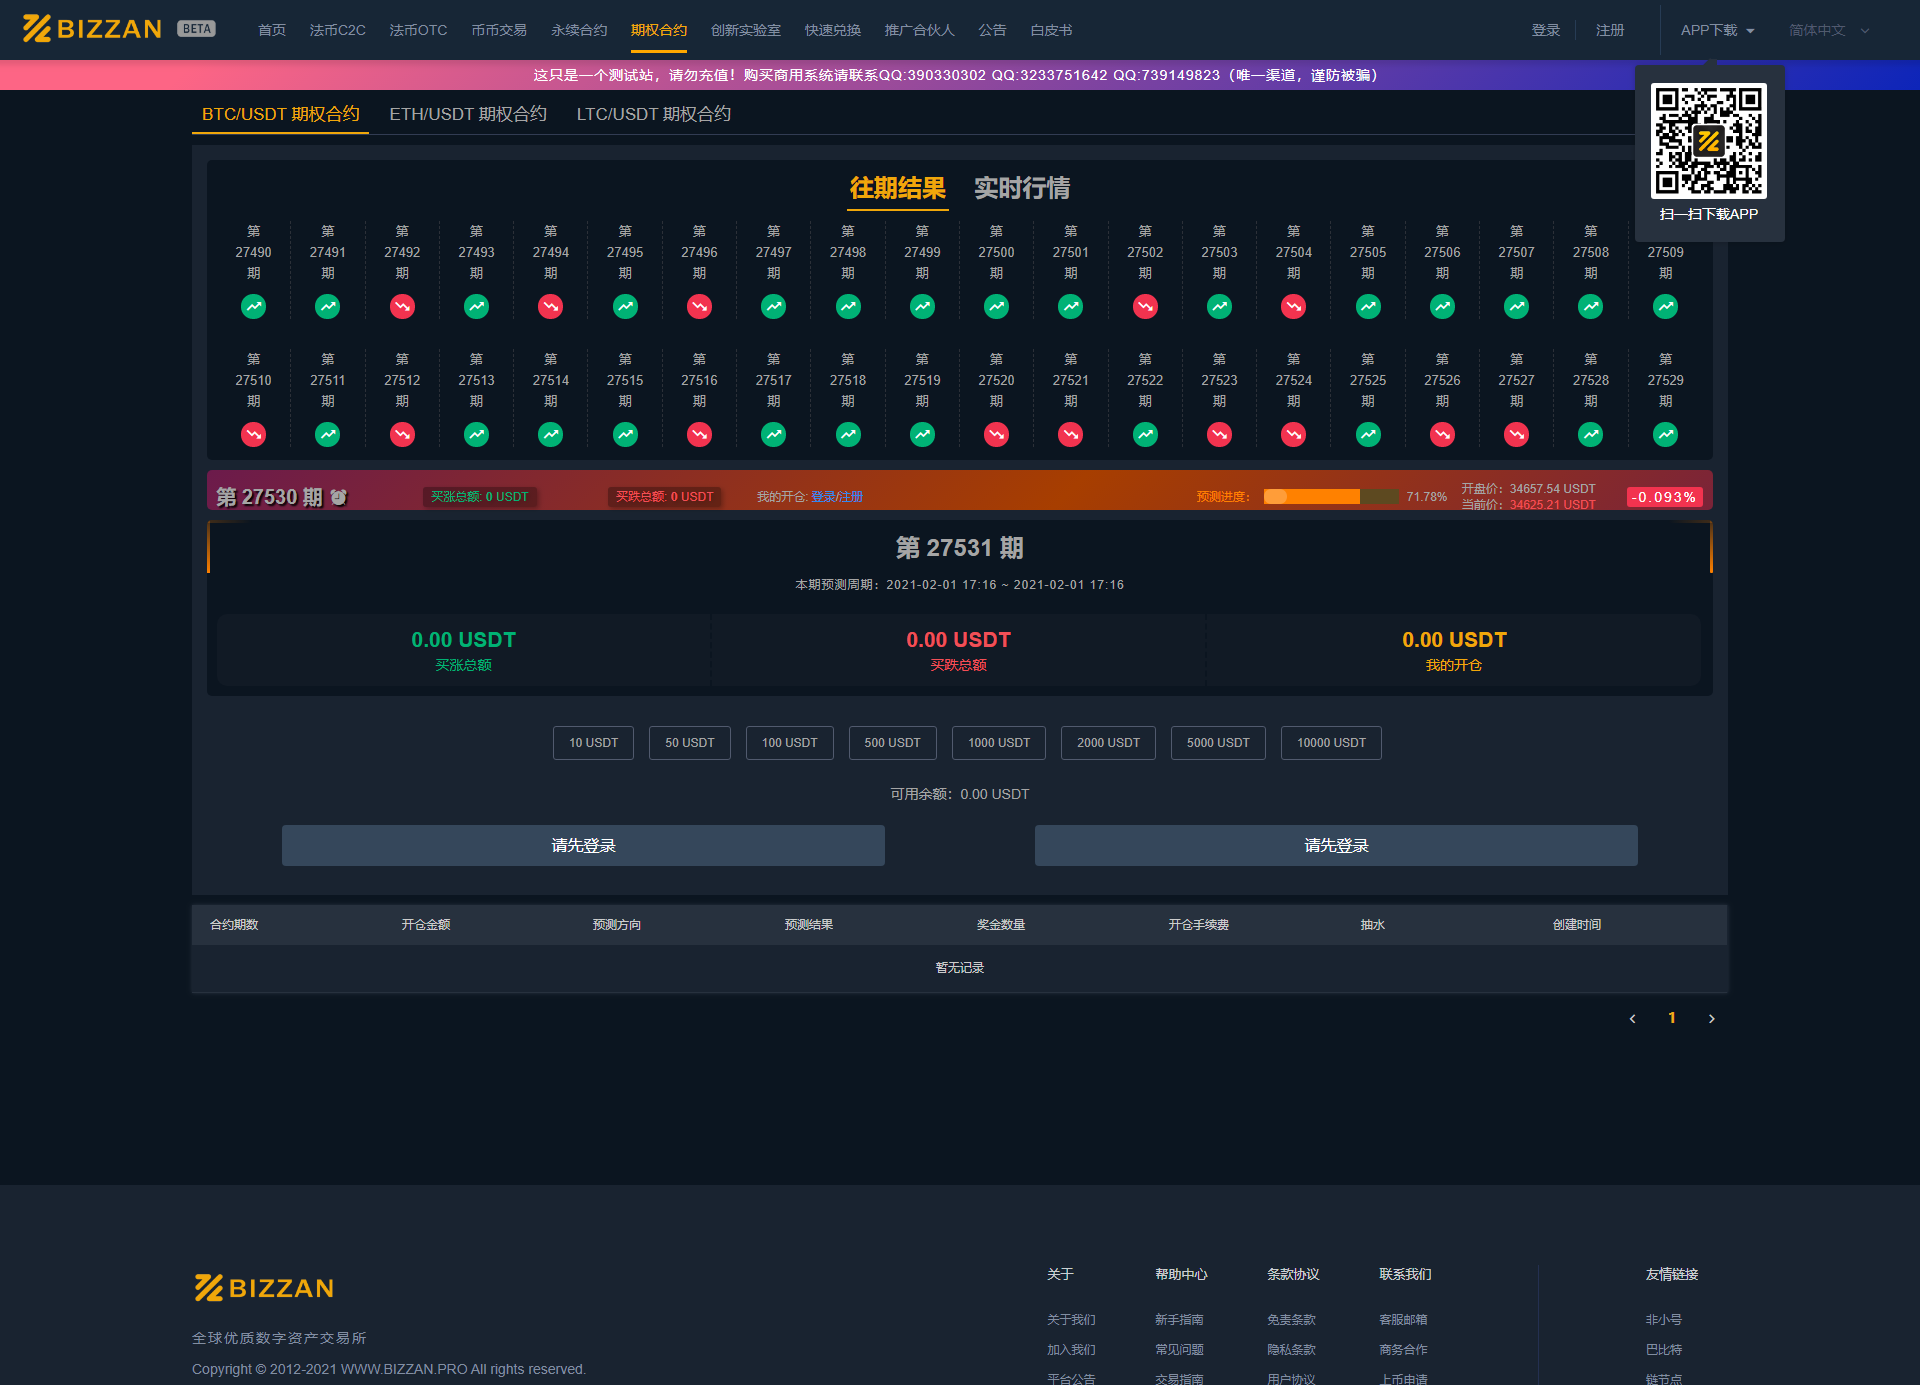 BIZZAN BETA 首页 法币C2C 法币OTC 币币交易 永续合约 期权合约 创新实验室 快速兑换 推广合伙人 公告 白皮书 登录 注册 APP下载 简体中文
这只是一个测试站，请勿充值！购买商用系统请联系QQ:390330302 QQ:3233751642 QQ:739149823（唯一渠道，谨防被骗）
BTC/USDT 期权合约 ETH/USDT 期权合约 LTC/USDT 期权合约
扫一扫下载APP
往期结果 实时行情
第 第 第 第 第 第 第 第 第 第 第 第 第 第 第 第 第 第 第 第
27490 27491 27492 27493 27494 27495 27496 27497 27498 27499 27500 27501 27502 27503 27504 27505 27506 27507 27508 27509
期 期 期 期 期 期 期 期 期 期 期 期 期 期 期 期 期 期 期 期
第 第 第 第 第 第 第 第 第 第 第 第 第 第 第 第 第 第 第 第
27510 27511 27512 27513 27514 27515 27516 27517 27518 27519 27520 27521 27522 27523 27524 27525 27526 27527 27528 27529
期 期 期 期 期 期 期 期 期 期 期 期 期 期 期 期 期 期 期 期
第 27530 期 买涨总额: 0 USDT 买跌总额: 0 USDT 我的开仓: 登录/注册 预测进度： 71.78% 开盘价：34657.54 USDT -0.093%
当前价：34625.21 USDT
第 27531 期
本期预测周期：2021-02-01 17:16 ~ 2021-02-01 17:16
0.00 USDT 0.00 USDT 0.00 USDT
买涨总额 买跌总额 我的开仓
10 USDT 50 USDT 100 USDT 500 USDT 1000 USDT 2000 USDT 5000 USDT 10000 USDT
可用余额：0.00 USDT
请先登录 请先登录
合约期数 开仓金额 预测方向 预测结果 奖金数量 开仓手续费 抽水 创建时间
暂无记录
1
BIZZAN
全球优质数字资产交易所
Copyright © 2012-2021 WWW.BIZZAN.PRO All rights reserved.
关于 帮助中心 条款协议 联系我们 友情链接
关于我们 新手指南 免责条款 客服邮箱 非小号
加入我们 常见问题 隐私条款 商务合作 巴比特
平台公告 交易指南 用户协议 上币申请 链节点